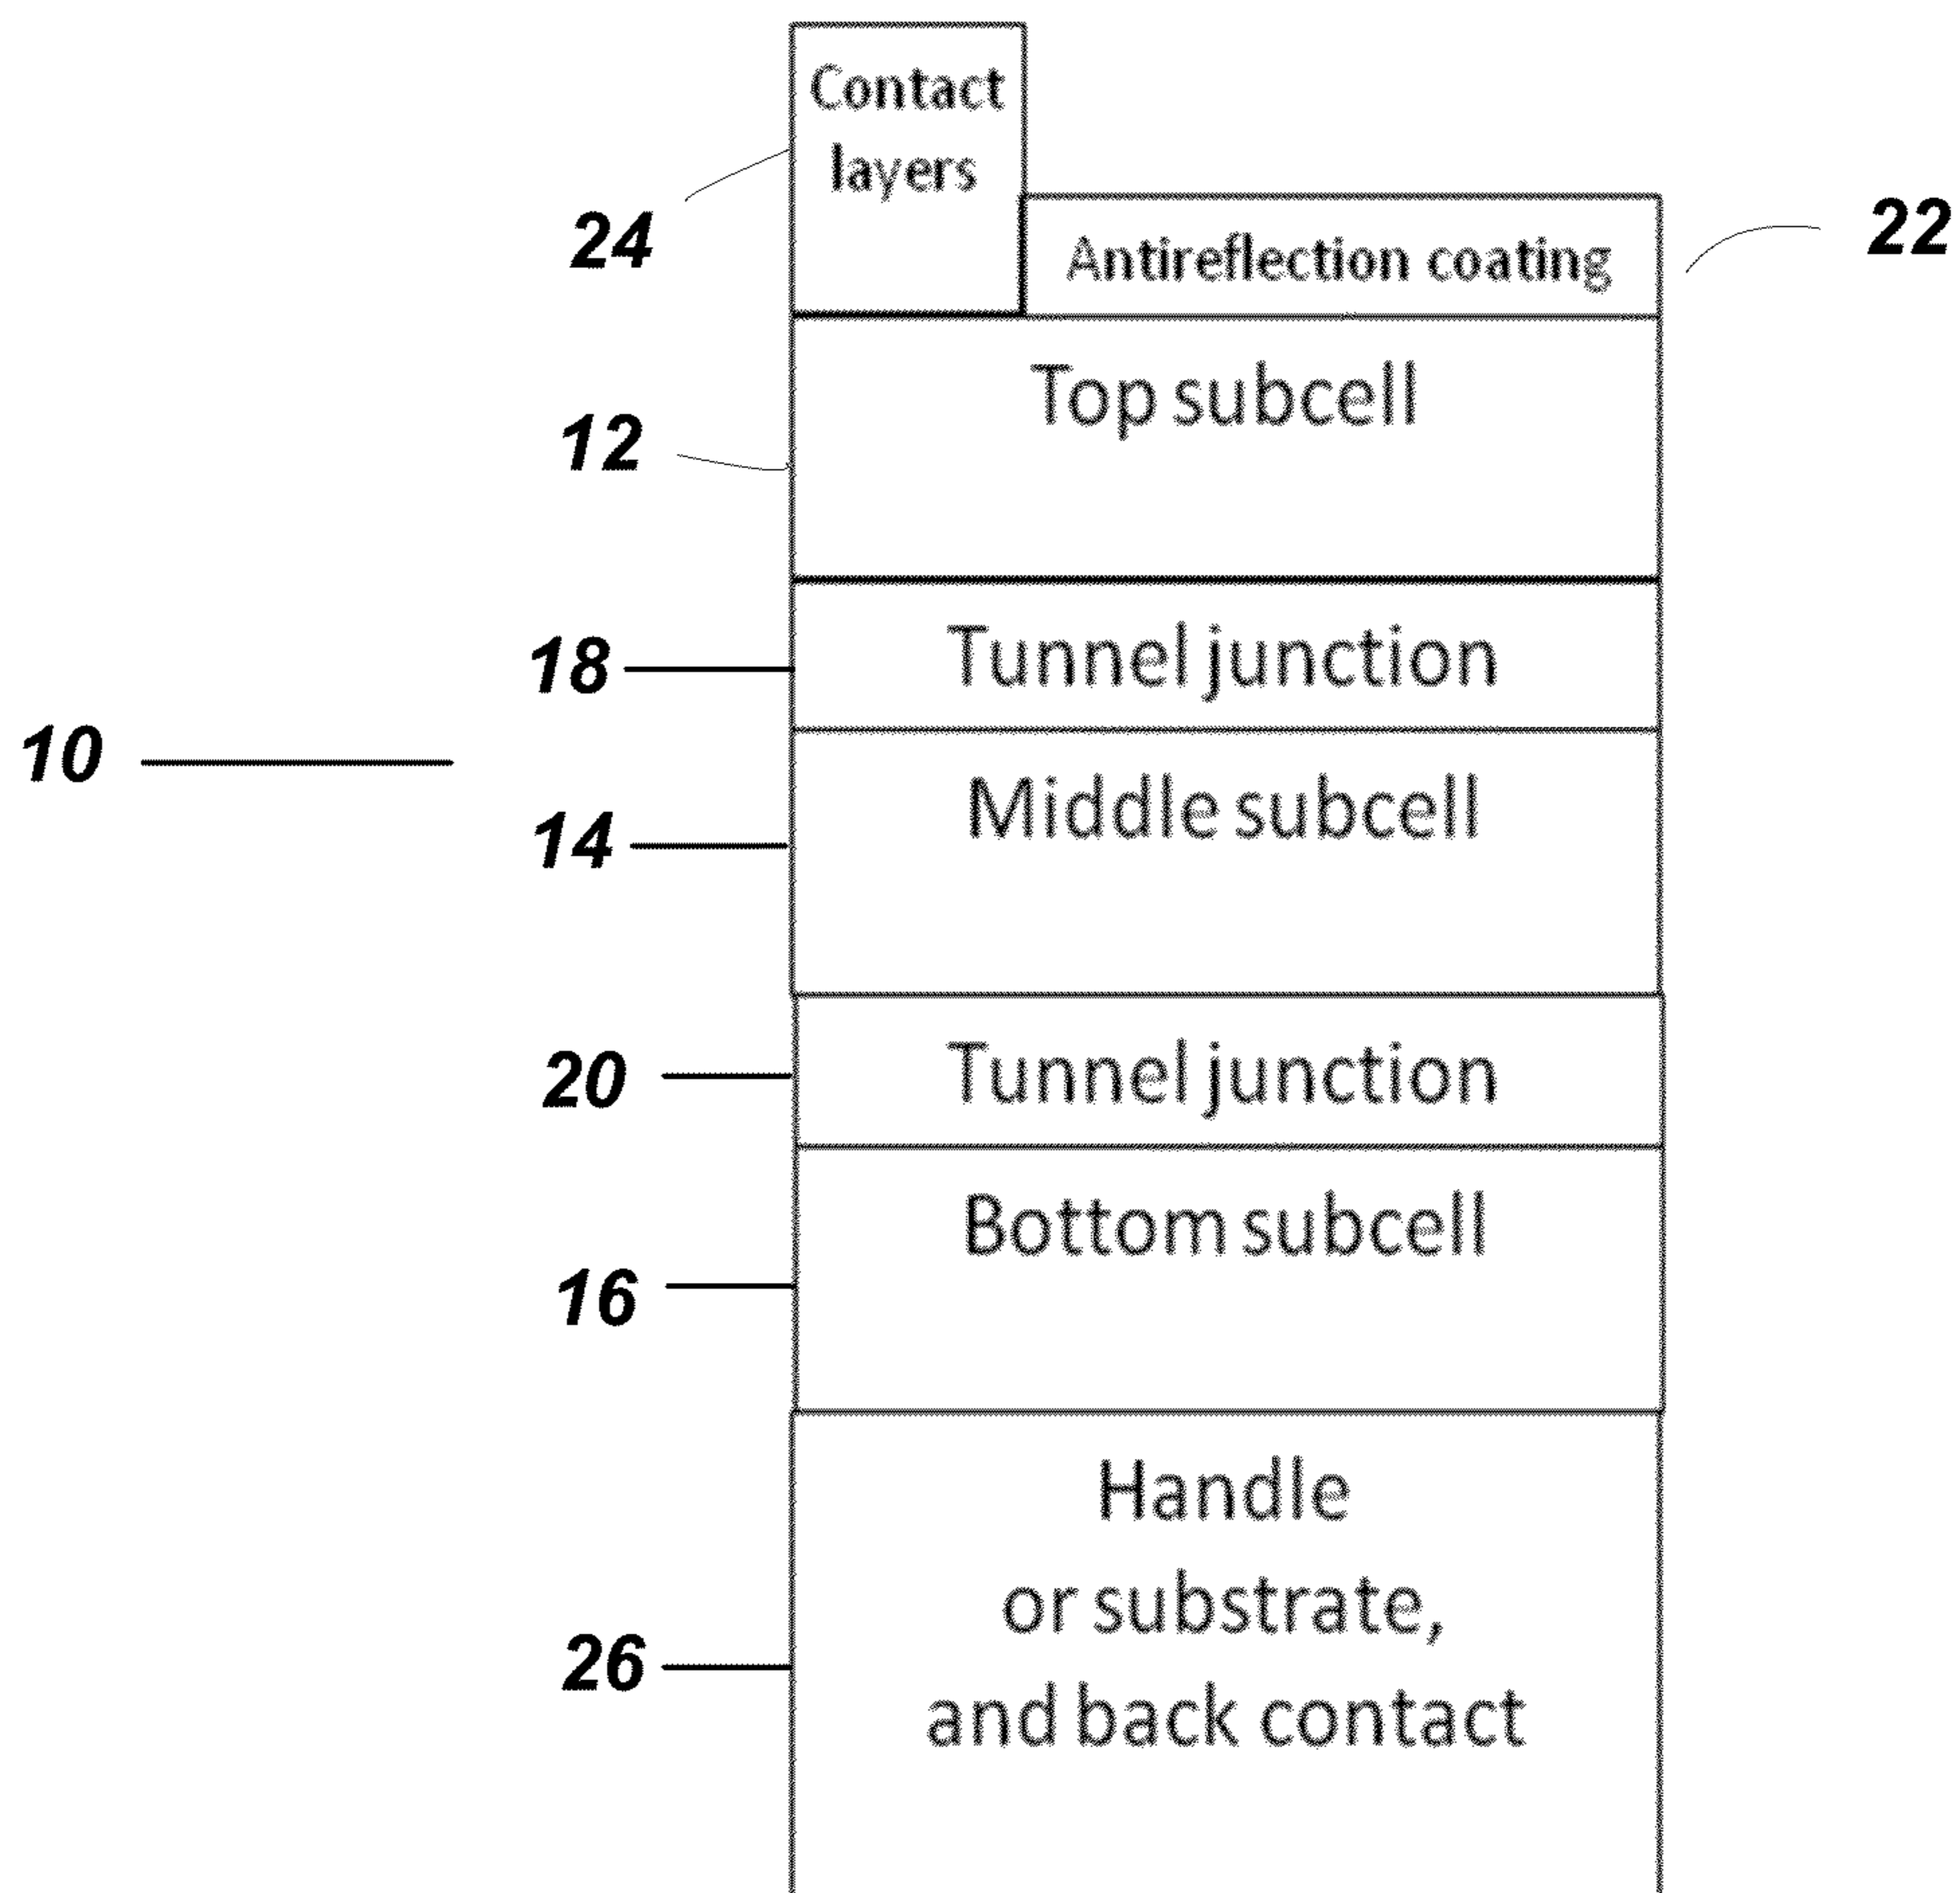 Contact
layers
24
Antireflection coating
22
Top subcell
12
Tunnel junction
18
10
Middle subcell
14
Tunnel junction
20
Bottom subcell
16
Handle
or substrate,
and back contact
26